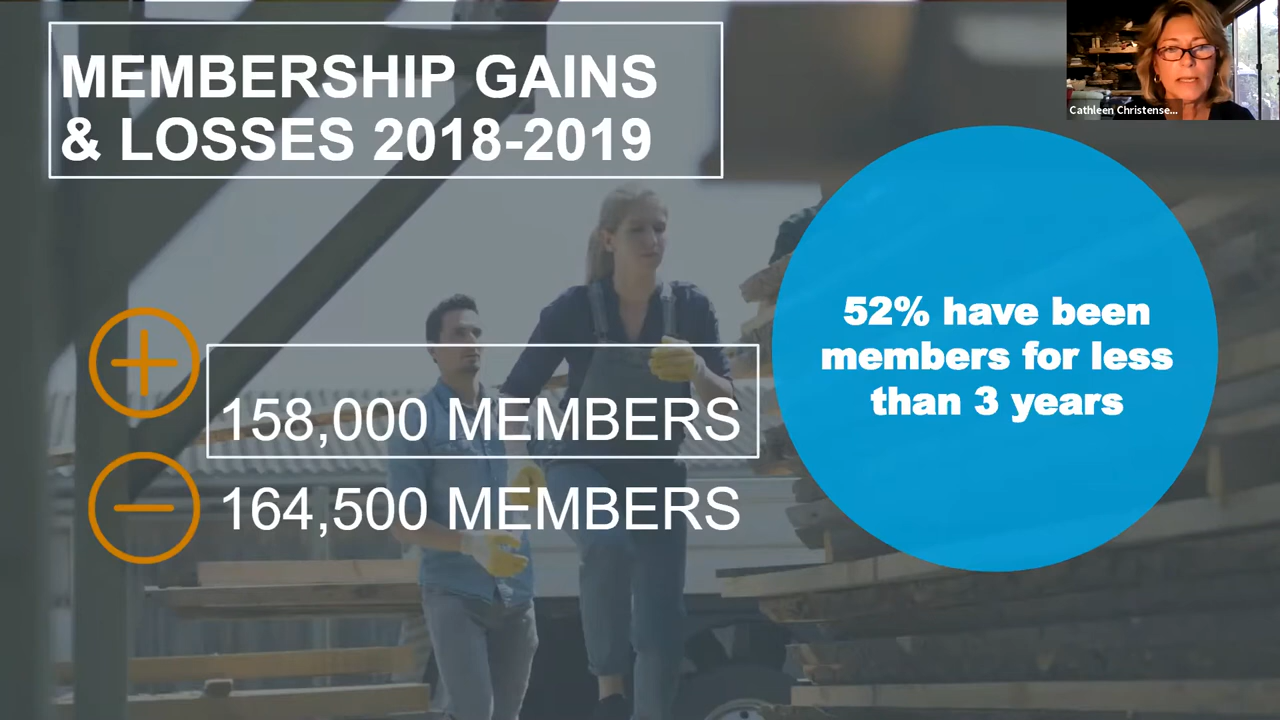 MEMBERSHIP GAINS
& LOSSES 2018-2019
Cathleen Christense...
52% have been
members for less
than 3 years
158,000 MEMBERS
164,500 MEMBERS